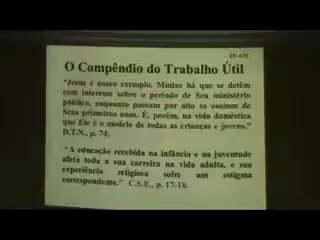 O Compêndio do Trabalho Útil
"Jesus é nosso exemplo. Muitos há que se detêm
com interesse sobre o período de Seu ministério
público, enquanto passam por alto os ensinos de
Seus primeiros anos. É, porém, na vida doméstica
que Ele é o modelo de todas as crianças e jovens."
D.T.N., p. 74.
"A educação recebida na infância e na juventude
afeta toda a sua carreira na vida adulta, e sua
experiência religiosa sofre um estigma
correspondente." C.S.E., p. 17-18.